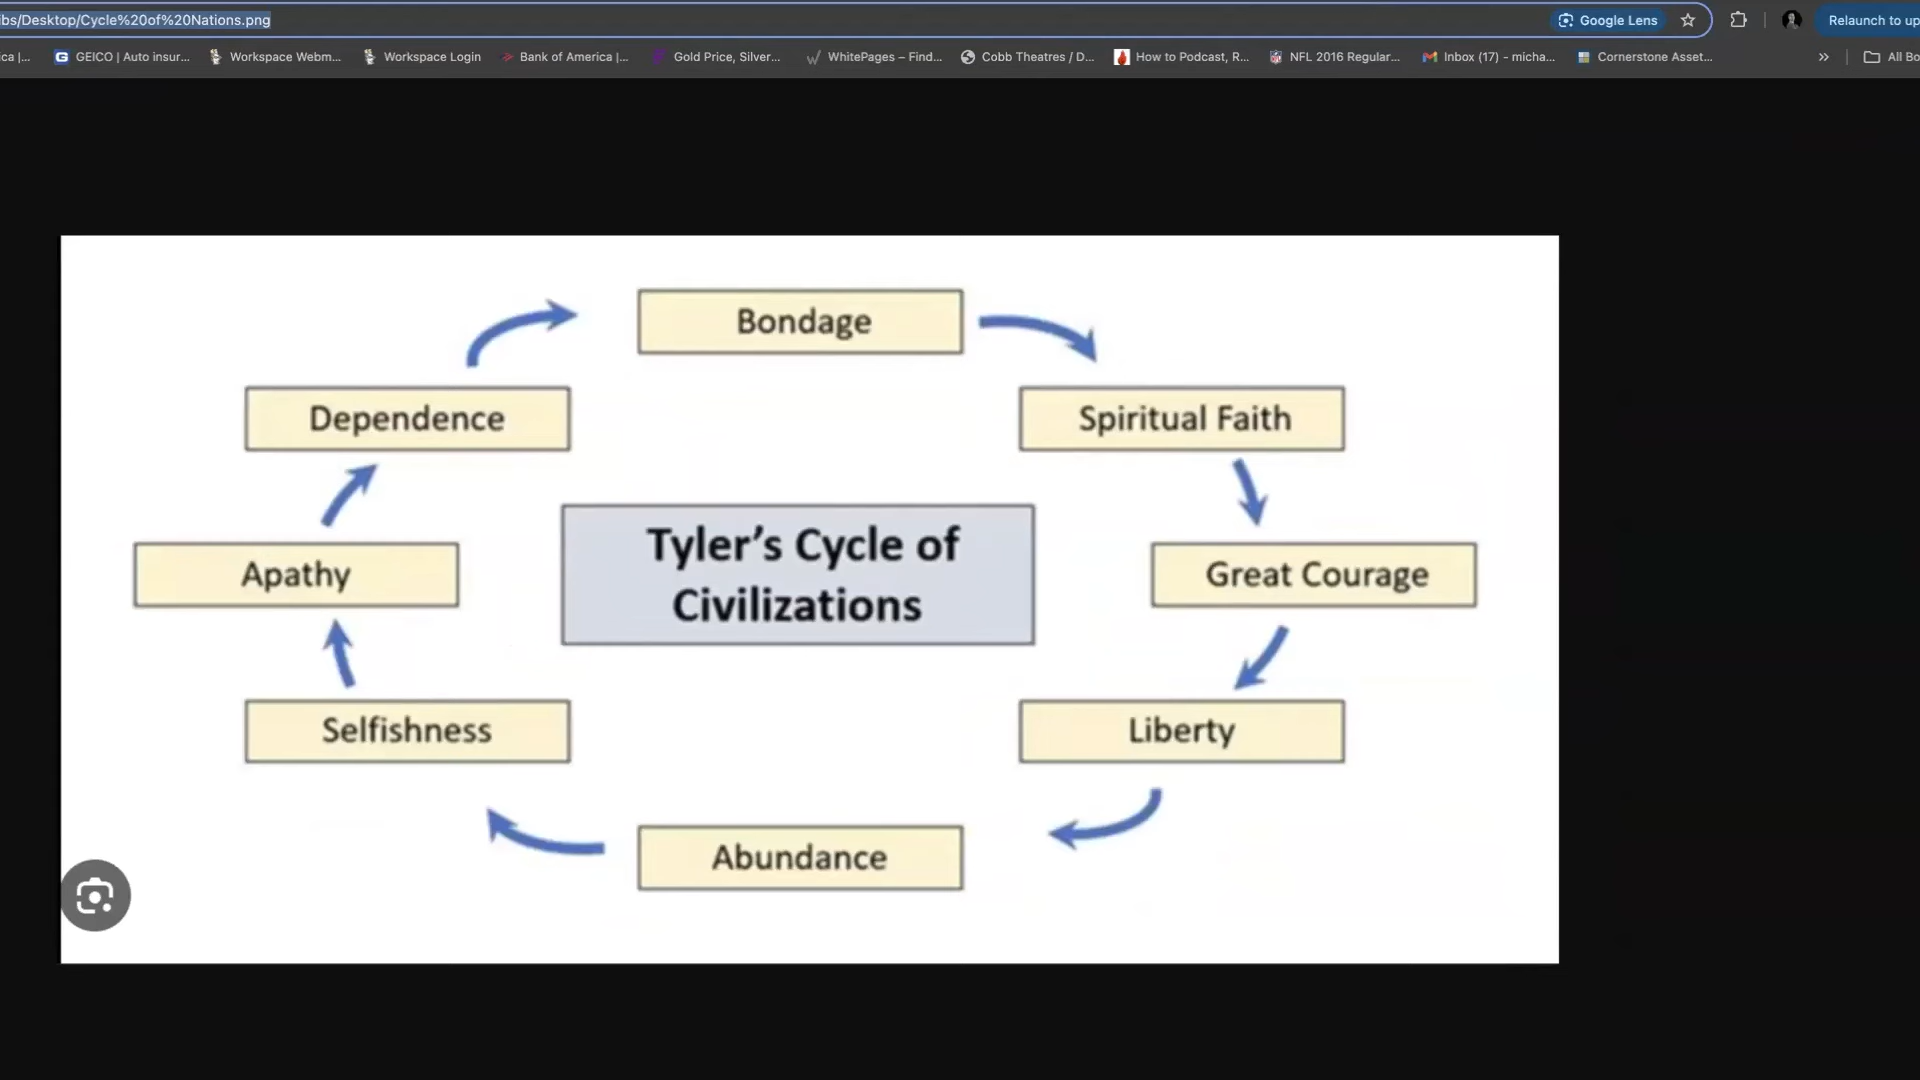 ibs/Desktop/Cycle%20of%20Nations.png
Google Lens
Relaunch to up
ica |...
GEICO | Auto insur...
Workspace Webm...
Workspace Login
Bank of America |...
Gold Price, Silver...
WhitePages – Find...
Cobb Theatres / D...
How to Podcast, R...
NFL 2016 Regular...
Inbox (17) - micha...
Cornerstone Asset...
All Bo
Bondage
Dependence
Spiritual Faith
Tyler's Cycle of
Civilizations
Apathy
Great Courage
Selfishness
Liberty
Abundance